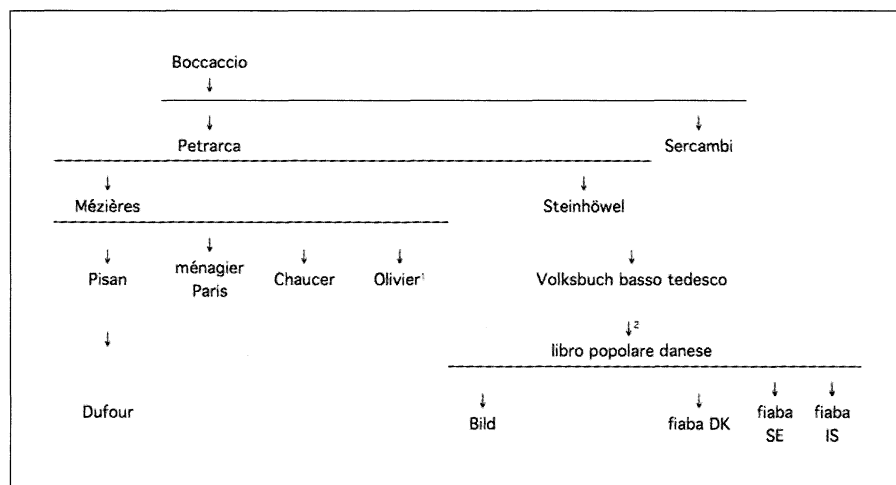 Boccaccio
↓
↓ ↓
Petrarca Sercambi
↓ ↓
Mézières Steinhöwel
↓ ↓ ↓ ↓ ↓
Pisan ménagier Paris Chaucer Olivier¹ Volksbuch basso tedesco
↓ ↓²
libro popolare danese
↓ ↓ ↓ ↓
Dufour Bild fiaba DK fiaba SE fiaba IS